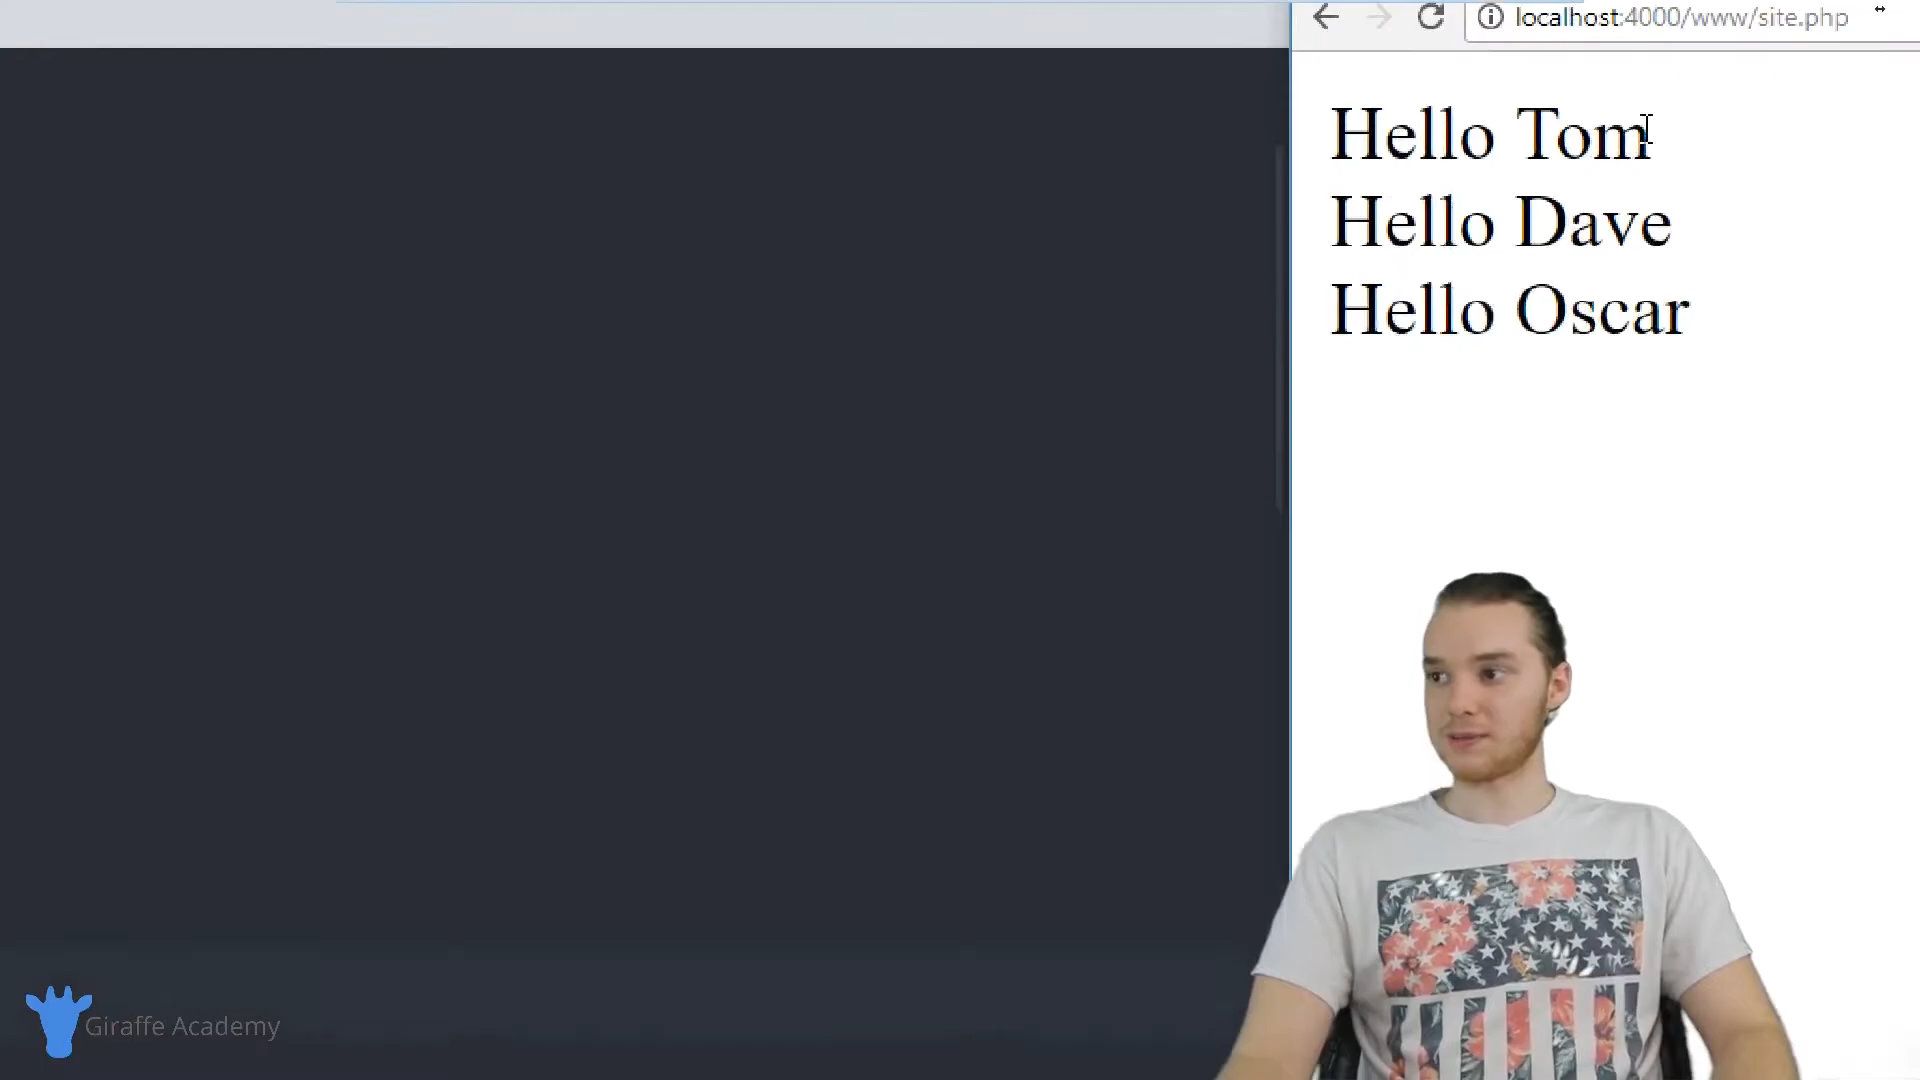 localhost:4000/www/site.php
Hello Tom
Hello Dave
Hello Oscar
Giraffe Academy